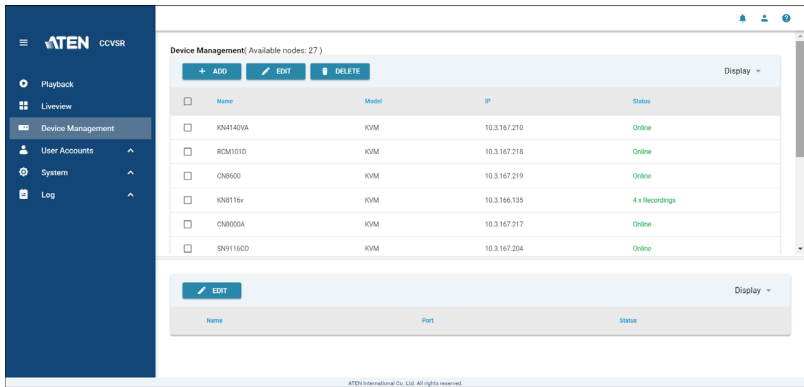 ATEN CCVSR
Playback
Liveview
Device Management
User Accounts
System
Log
Device Management( Available nodes: 27 )
+ ADD EDIT DELETE Display
Name Model IP Status
KN4140VA KVM 10.3.167.210 Online
RCM101D KVM 10.3.167.218 Online
CN8600 KVM 10.3.167.219 Online
KN8116v KVM 10.3.166.135 4 x Recordings
CN8000A KVM 10.3.167.217 Online
SN9116CO KVM 10.3.167.204 Online
EDIT Display
Name Port Status
ATEN International Co. Ltd. All rights reserved.